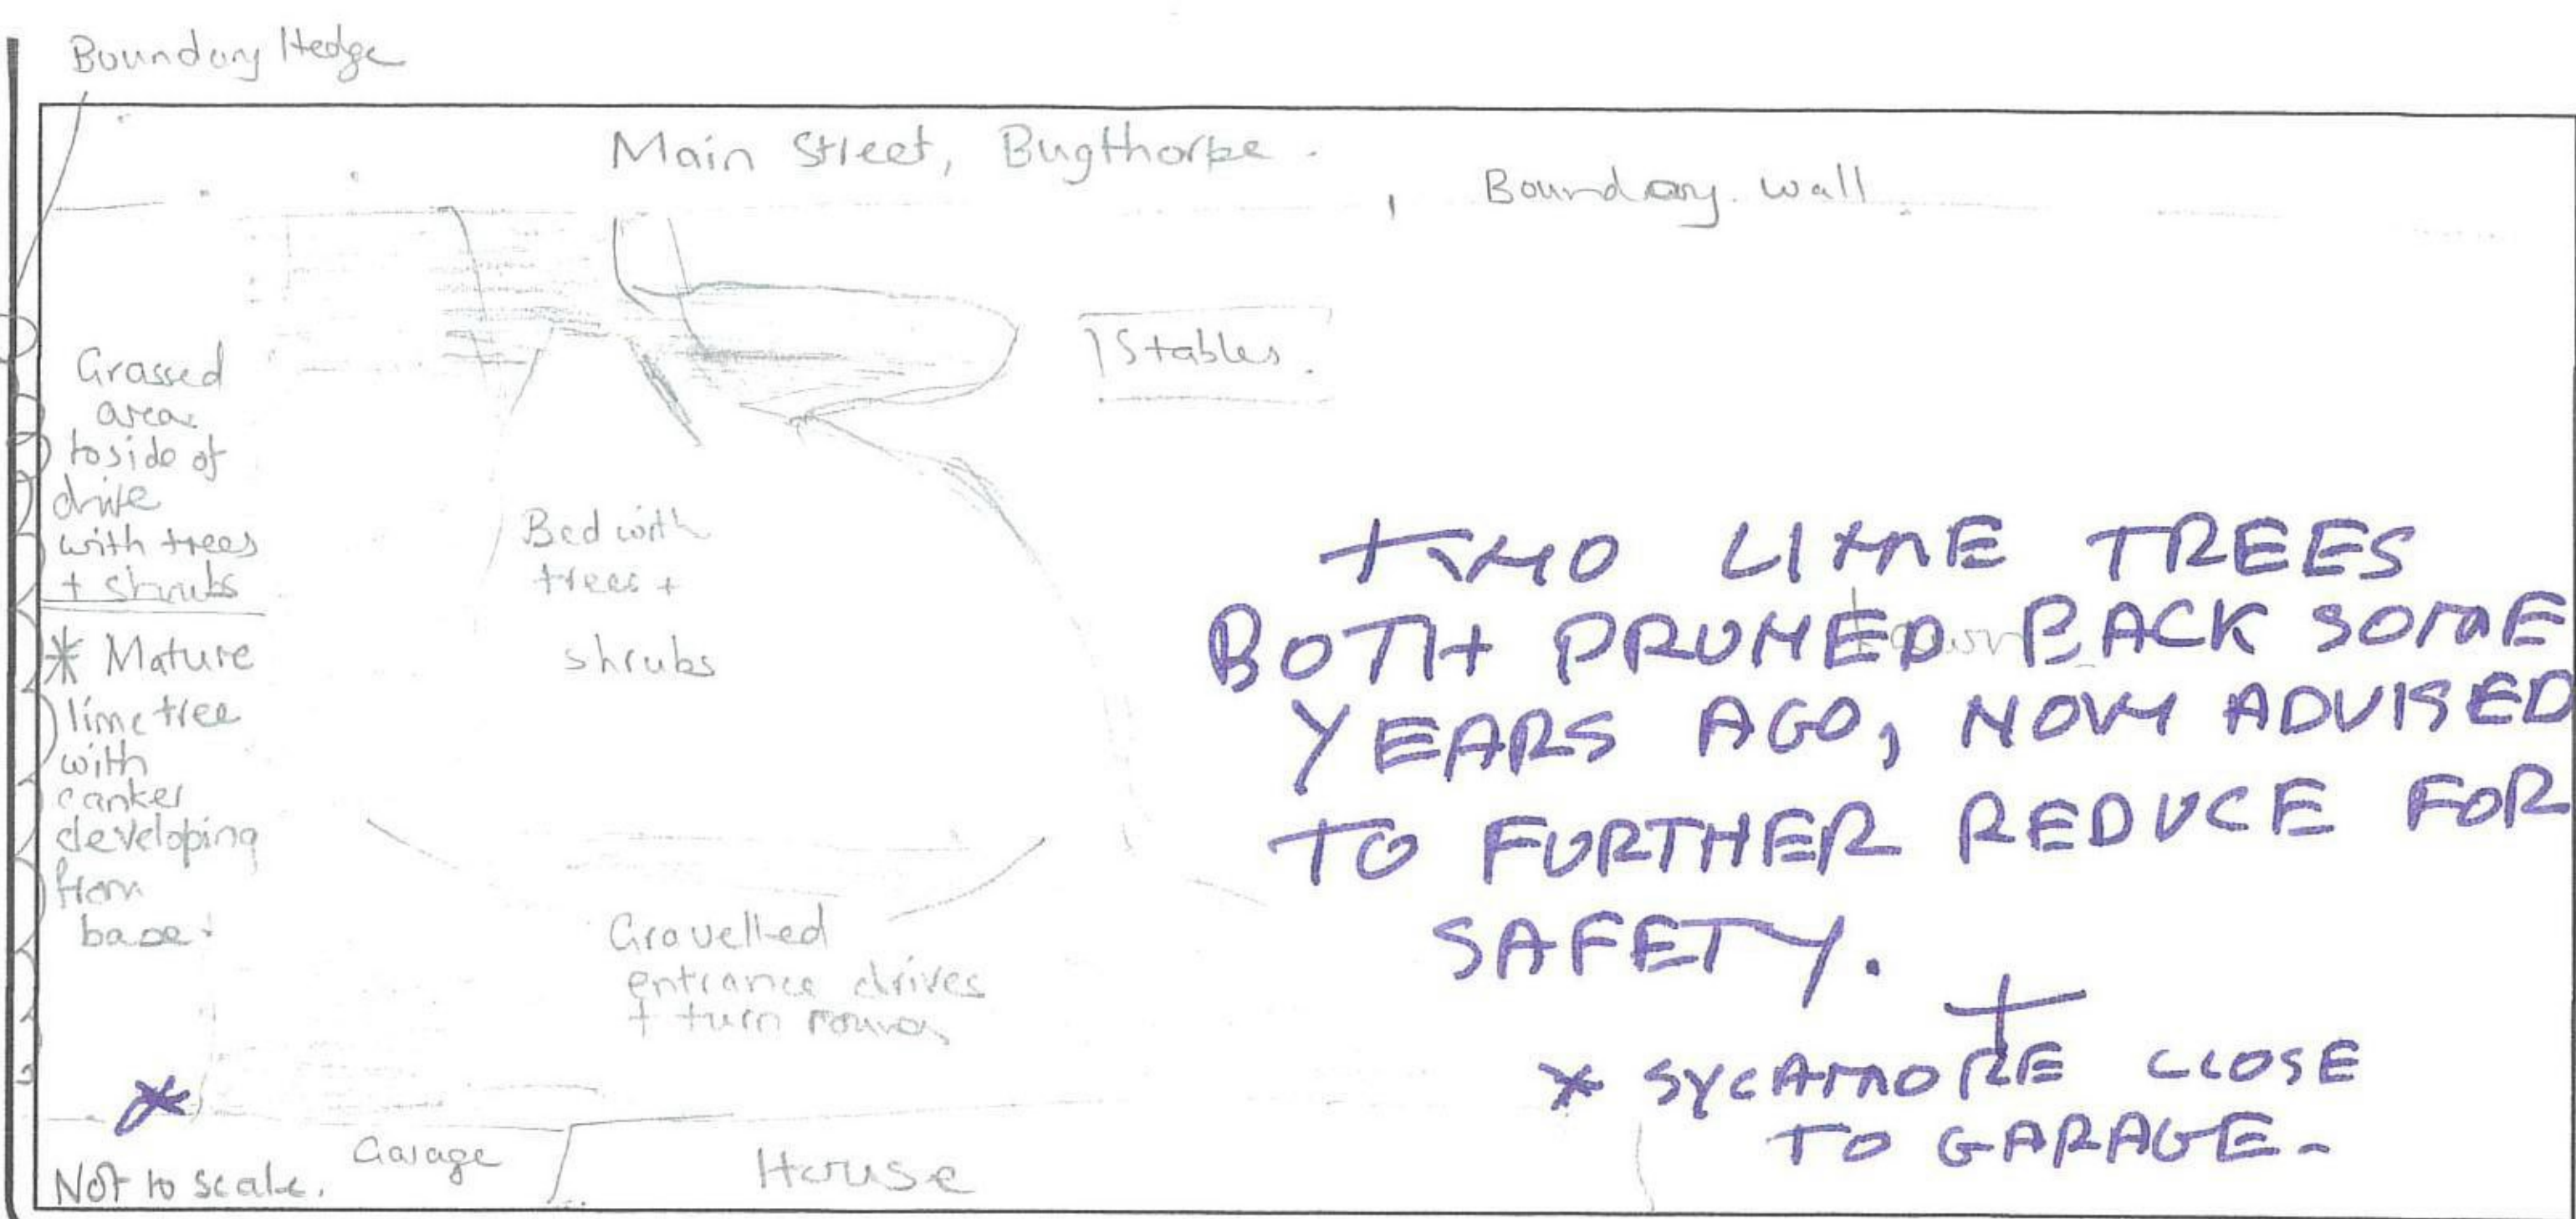 Boundary Hedge
Main Street, Bugthorpe.
Boundary wall
Stables.
Grassed
area
to side of
drive
with trees
+ shrubs
* Mature
lime tree
with
canker
developing
from
base.
Bed with
trees +
shrubs
Gravelled
entrance drives
+ turn round
Lawn
TWO LIME TREES
BOTH PRUNED BACK SOME
YEARS AGO, NOW ADVISED
TO FURTHER REDUCE FOR
SAFETY.
+
* SYCAMORE CLOSE
TO GARAGE-
*
Garage
House
Not to scale.